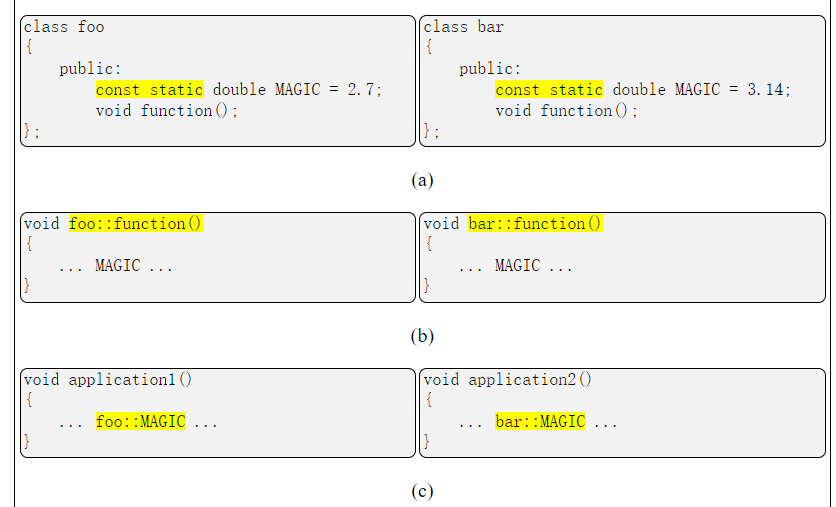 class foo
{
    public:
        const static double MAGIC = 2.7;
        void function();
};
class bar
{
    public:
        const static double MAGIC = 3.14;
        void function();
};
(a)
void foo::function()
{
    ... MAGIC ...
}
void bar::function()
{
    ... MAGIC ...
}
(b)
void application1()
{
    ... foo::MAGIC ...
}
void application2()
{
    ... bar::MAGIC ...
}
(c)